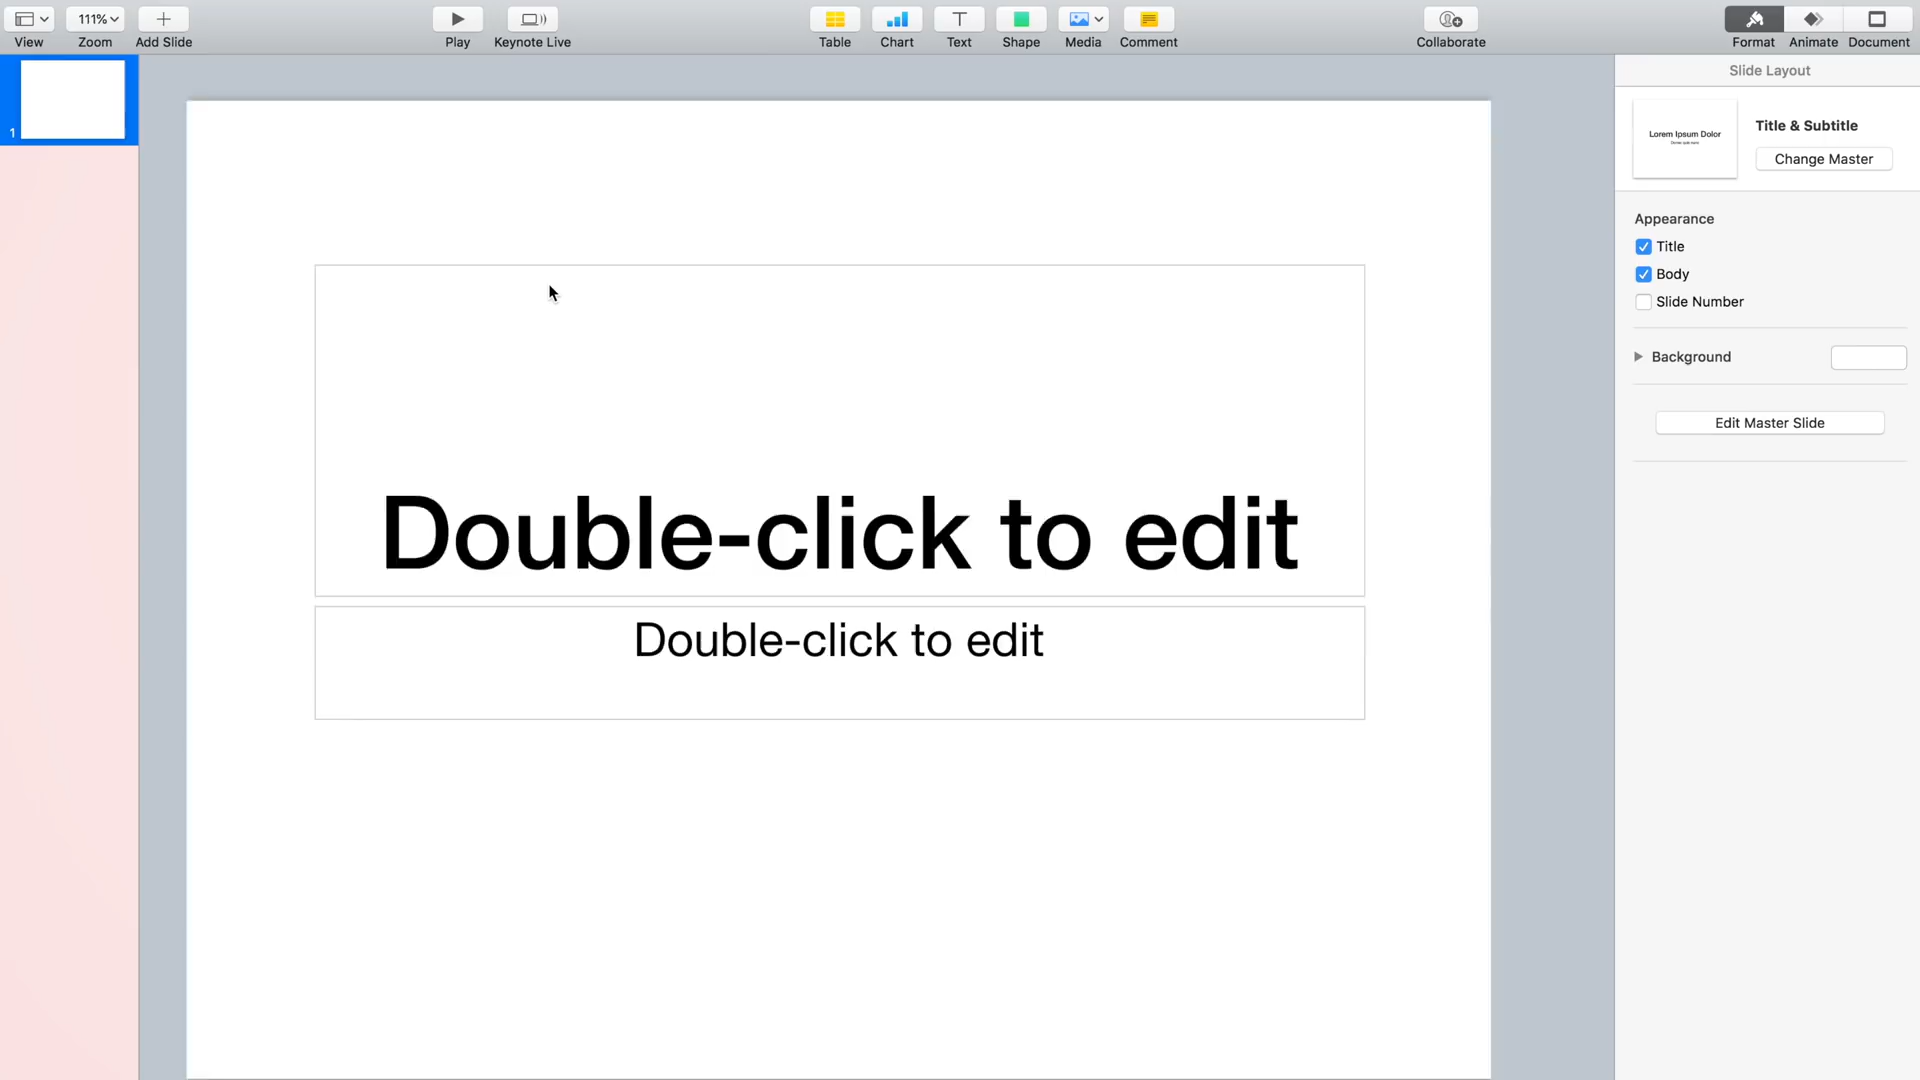 111%
View
Zoom
Add Slide
Play
Keynote Live
Table
Chart
T
Text
Shape
Media
Comment
Collaborate
Format
Animate
Document
Slide Layout
1
Lorem Ipsum Dolor
Title & Subtitle
Change Master
Appearance
Title
Body
Slide Number
Background
Edit Master Slide
Double-click to edit
Double-click to edit